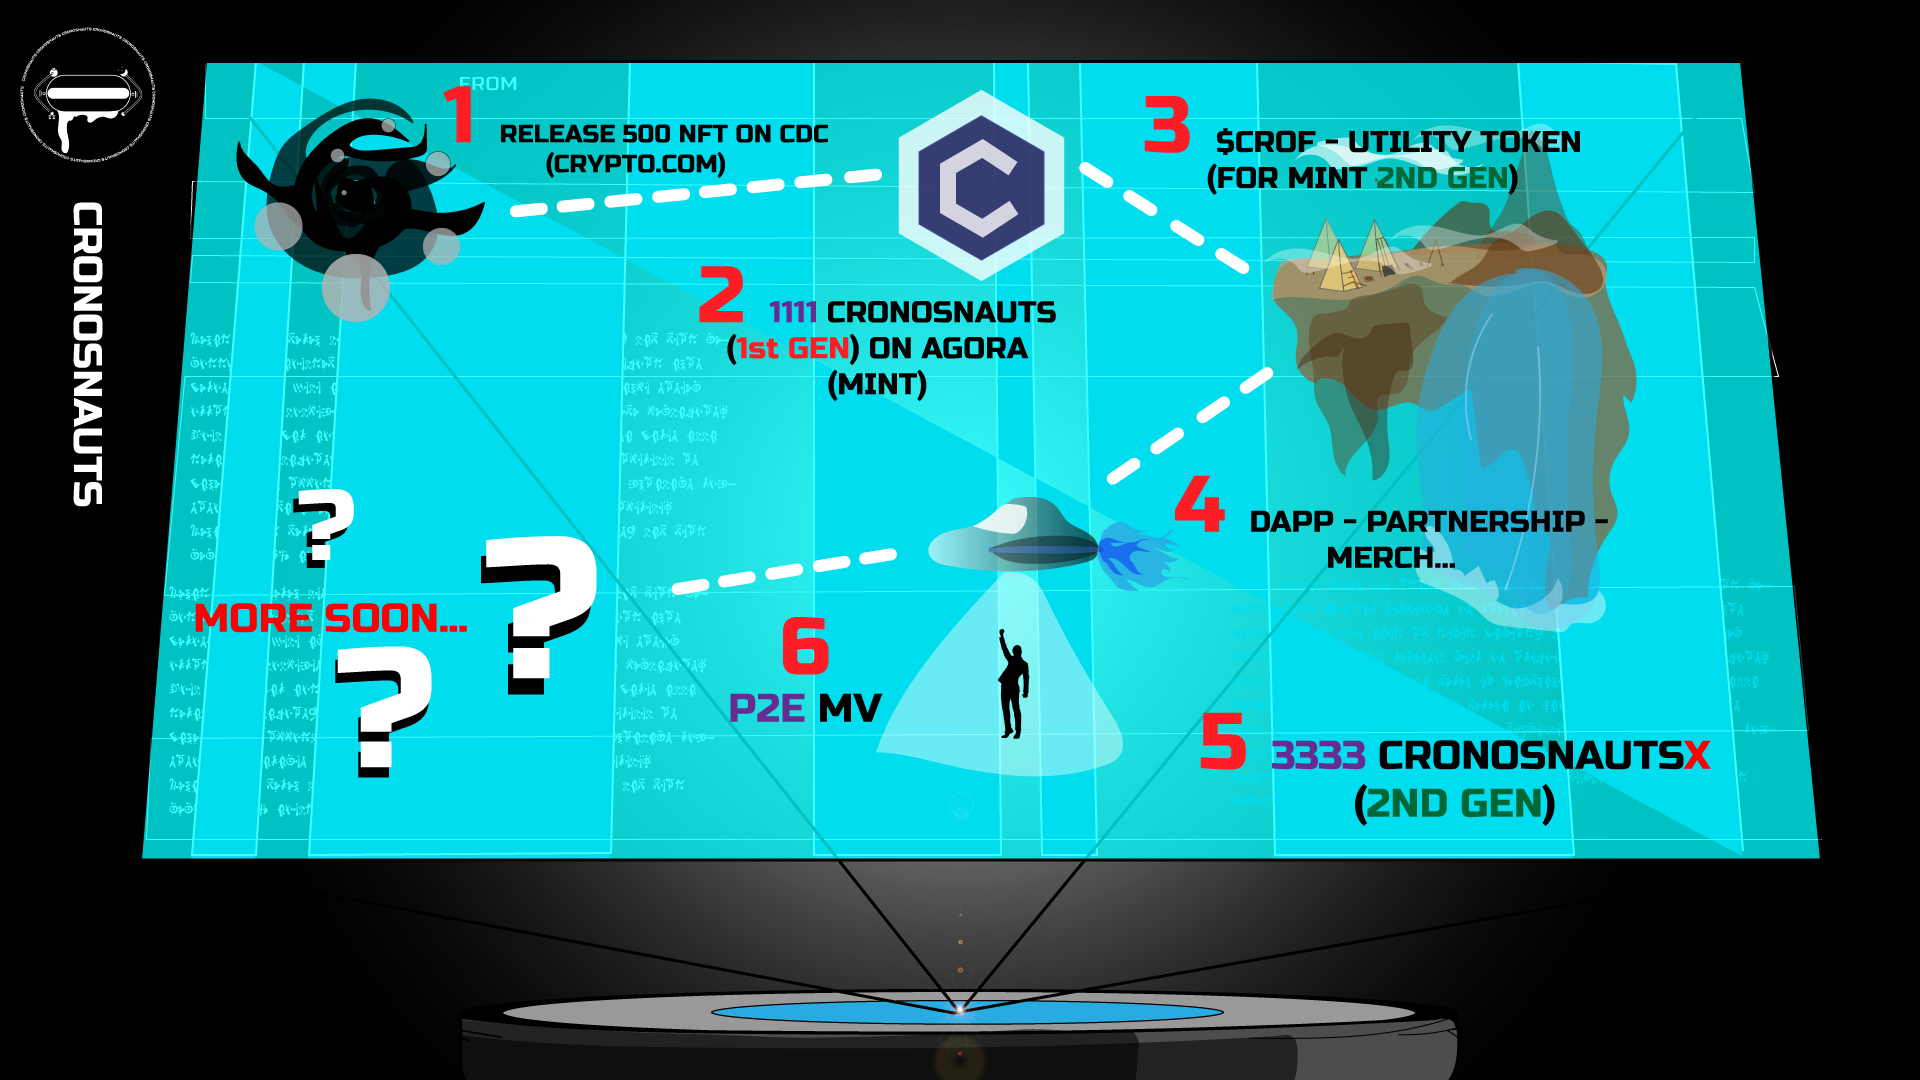 CRONOSNAUTS
FROM
1
RELEASE 500 NFT ON CDC
(CRYPTO.COM)
2
1111 CRONOSNAUTS
(1st GEN) ON AGORA
(MINT)
3
$CROF - UTILITY TOKEN
(FOR MINT 2ND GEN)
4
DAPP - PARTNERSHIP -
MERCH...
5
3333 CRONOSNAUTSX
(2ND GEN)
6
P2E MV
MORE SOON...
?
?
?